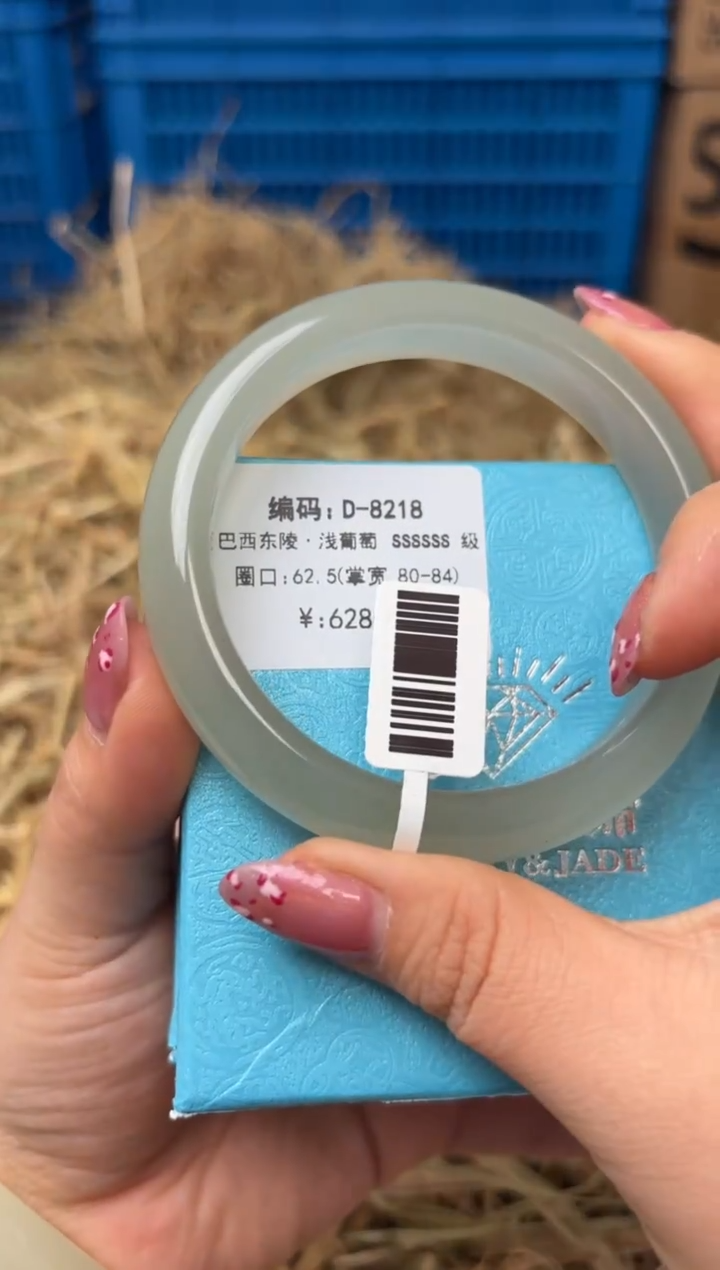 编码: D-8218
巴西东陵·浅葡萄 SSSSSS 級
圈口:62.5(掌宽 80-84)
¥:628
&JADE